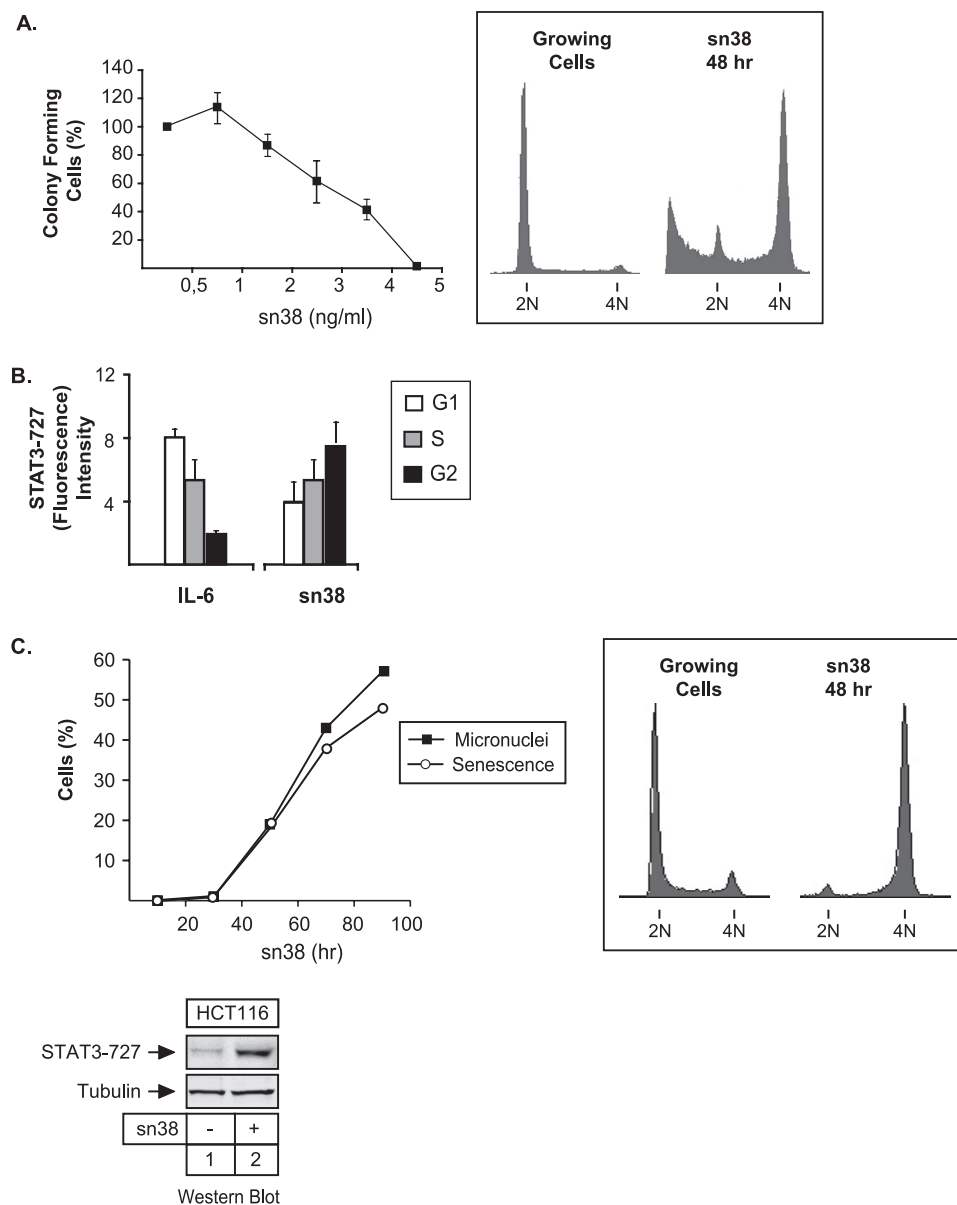 A.
Colony Forming
Cells (%)
140
120
100
80
60
40
20
0,5 1 2 3 4 5
sn38 (ng/ml)
Growing
Cells
sn38
48 hr
2N 4N 2N 4N
B.
STAT3-727
(Fluorescence)
Intensity
12
8
4
IL-6 sn38
G1
S
G2
C.
Cells (%)
60
50
40
30
20
10
20 40 60 80 100
sn38 (hr)
Micronuclei
Senescence
Growing
Cells
sn38
48 hr
2N 4N 2N 4N
HCT116
STAT3-727
Tubulin
sn38 - +
1 2
Western Blot